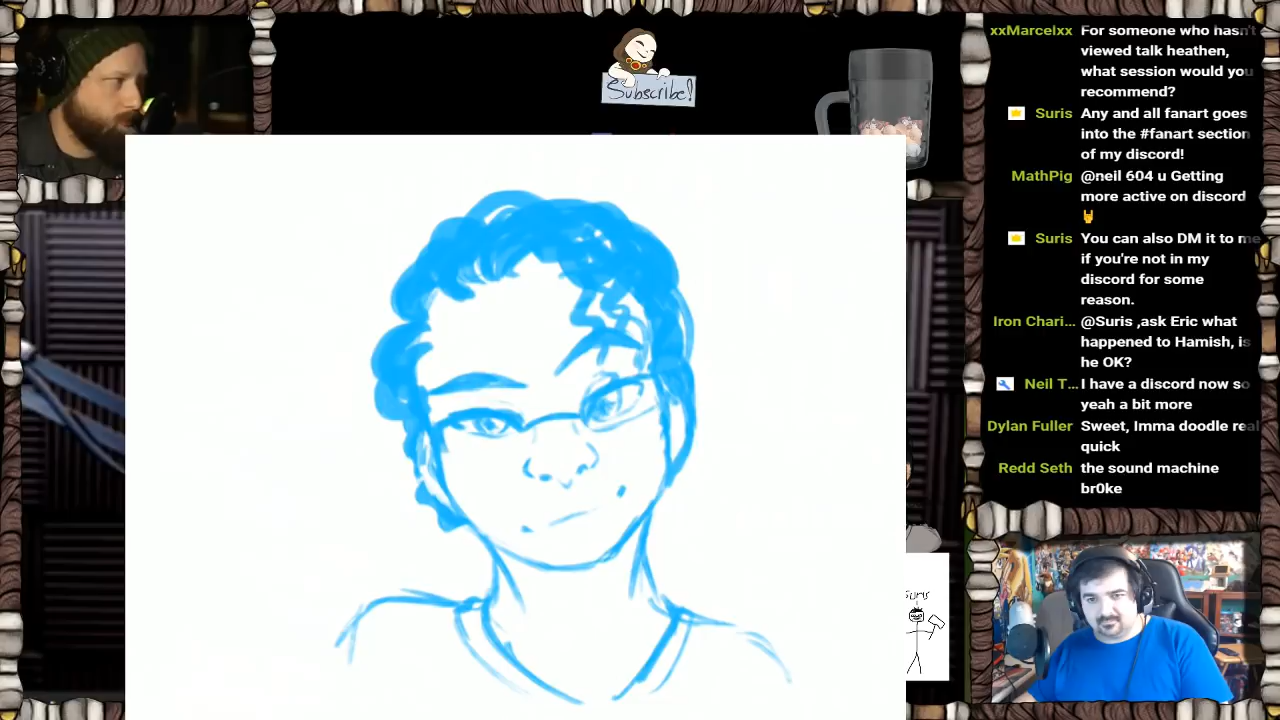 Subscribe!
xxMarcelxx For someone who hasn't
viewed talk heathen,
what session would you
recommend?
Suris Any and all fanart goes
into the #fanart section
of my discord!
MathPig @neil 604 u Getting
more active on discord
Suris You can also DM it to me
if you're not in my
discord for some
reason.
Iron Chari... @Suris ,ask Eric what
happened to Hamish, is
he OK?
Neil T... I have a discord now so
yeah a bit more
Dylan Fuller Sweet, Imma doodle real
quick
Redd Seth the sound machine
br0ke
Suris